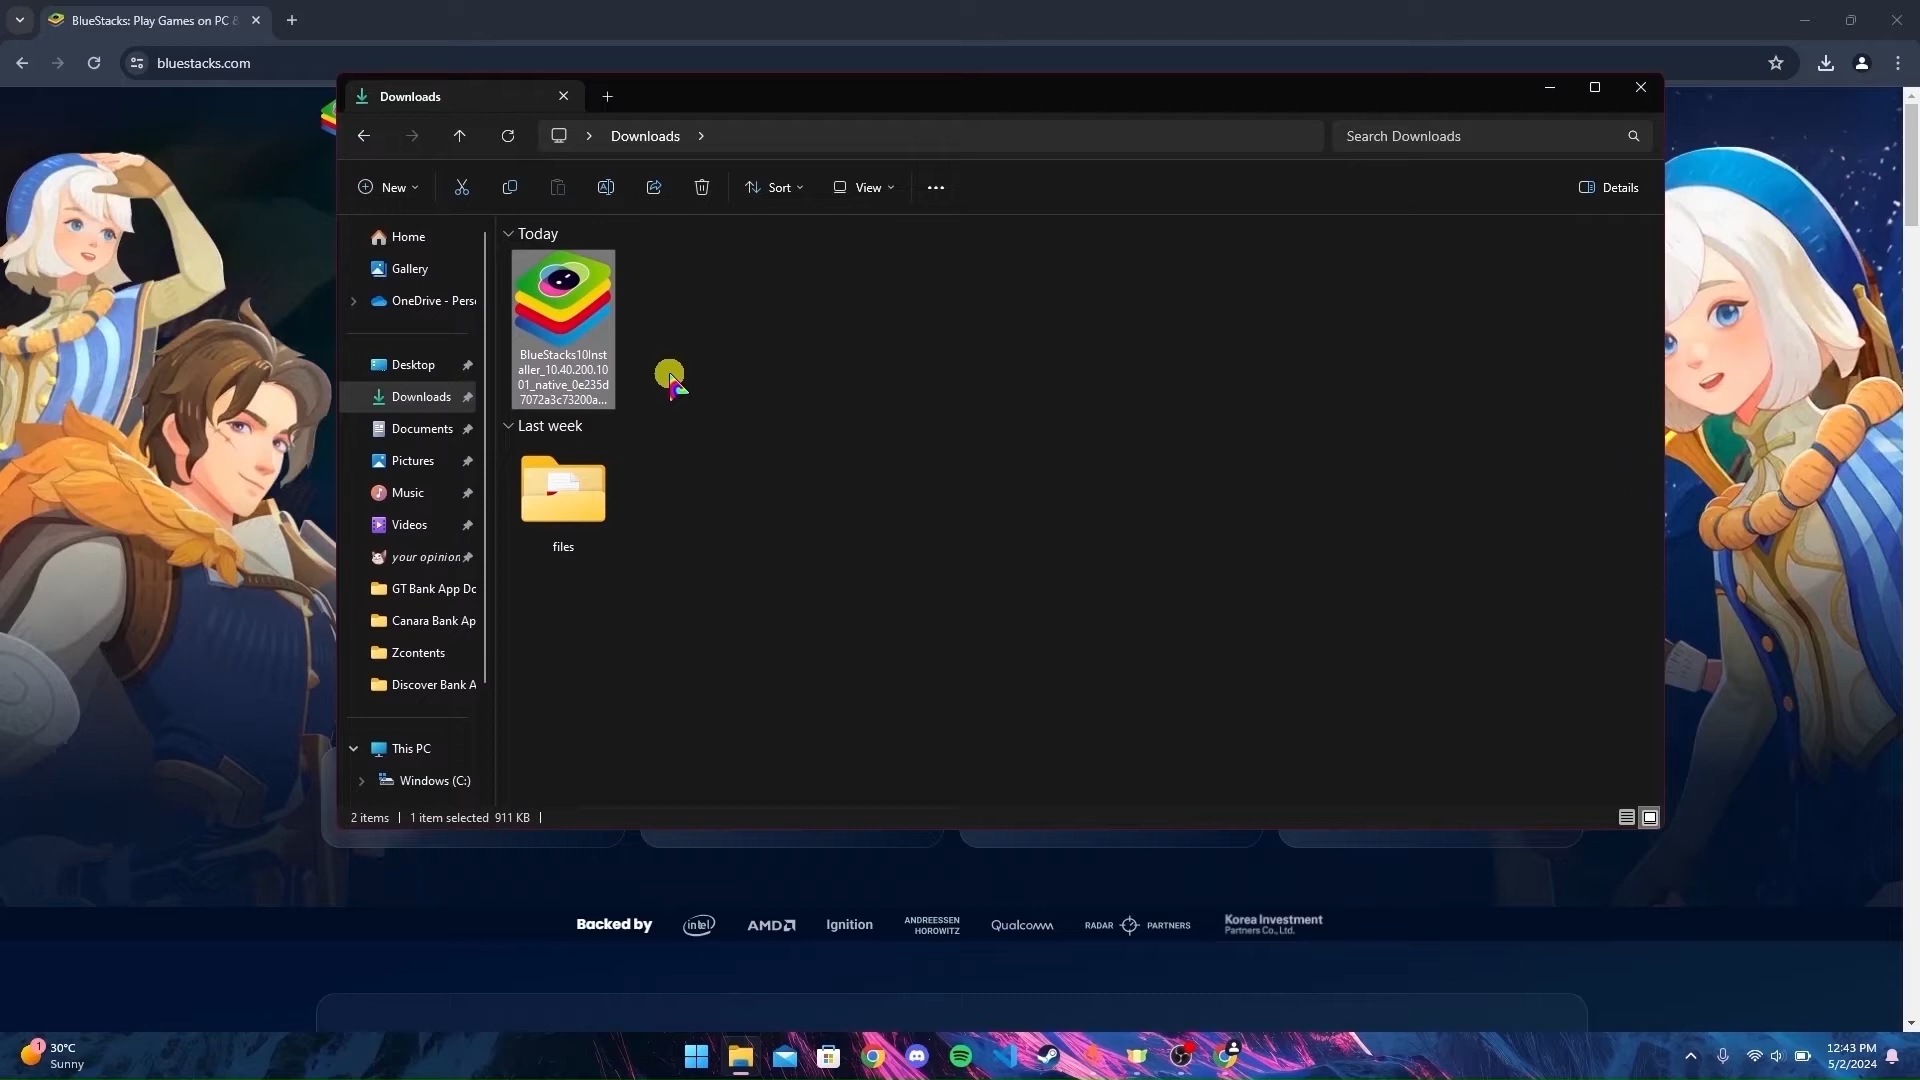 BlueStacks: Play Games on PC &
bluestacks.com
Downloads
Downloads
Search Downloads
New
Sort
View
Details
Home
Gallery
OneDrive - Pers
Desktop
Downloads
Documents
Pictures
Music
Videos
your opinion
GT Bank App Do
Canara Bank Ap
Zcontents
Discover Bank A
This PC
Windows (C:)
Today
BlueStacks10Inst
aller_10.40.200.10
01_native_0e235d
7072a3c73200a...
Last week
files
2 items
1 item selected 911 KB
Backed by
intel
AMD
Ignition
ANDREESSEN
HOROWITZ
Qualcomm
RADAR PARTNERS
Korea Investment
Partners Co., Ltd.
1
30°C
Sunny
12:43 PM
5/2/2024